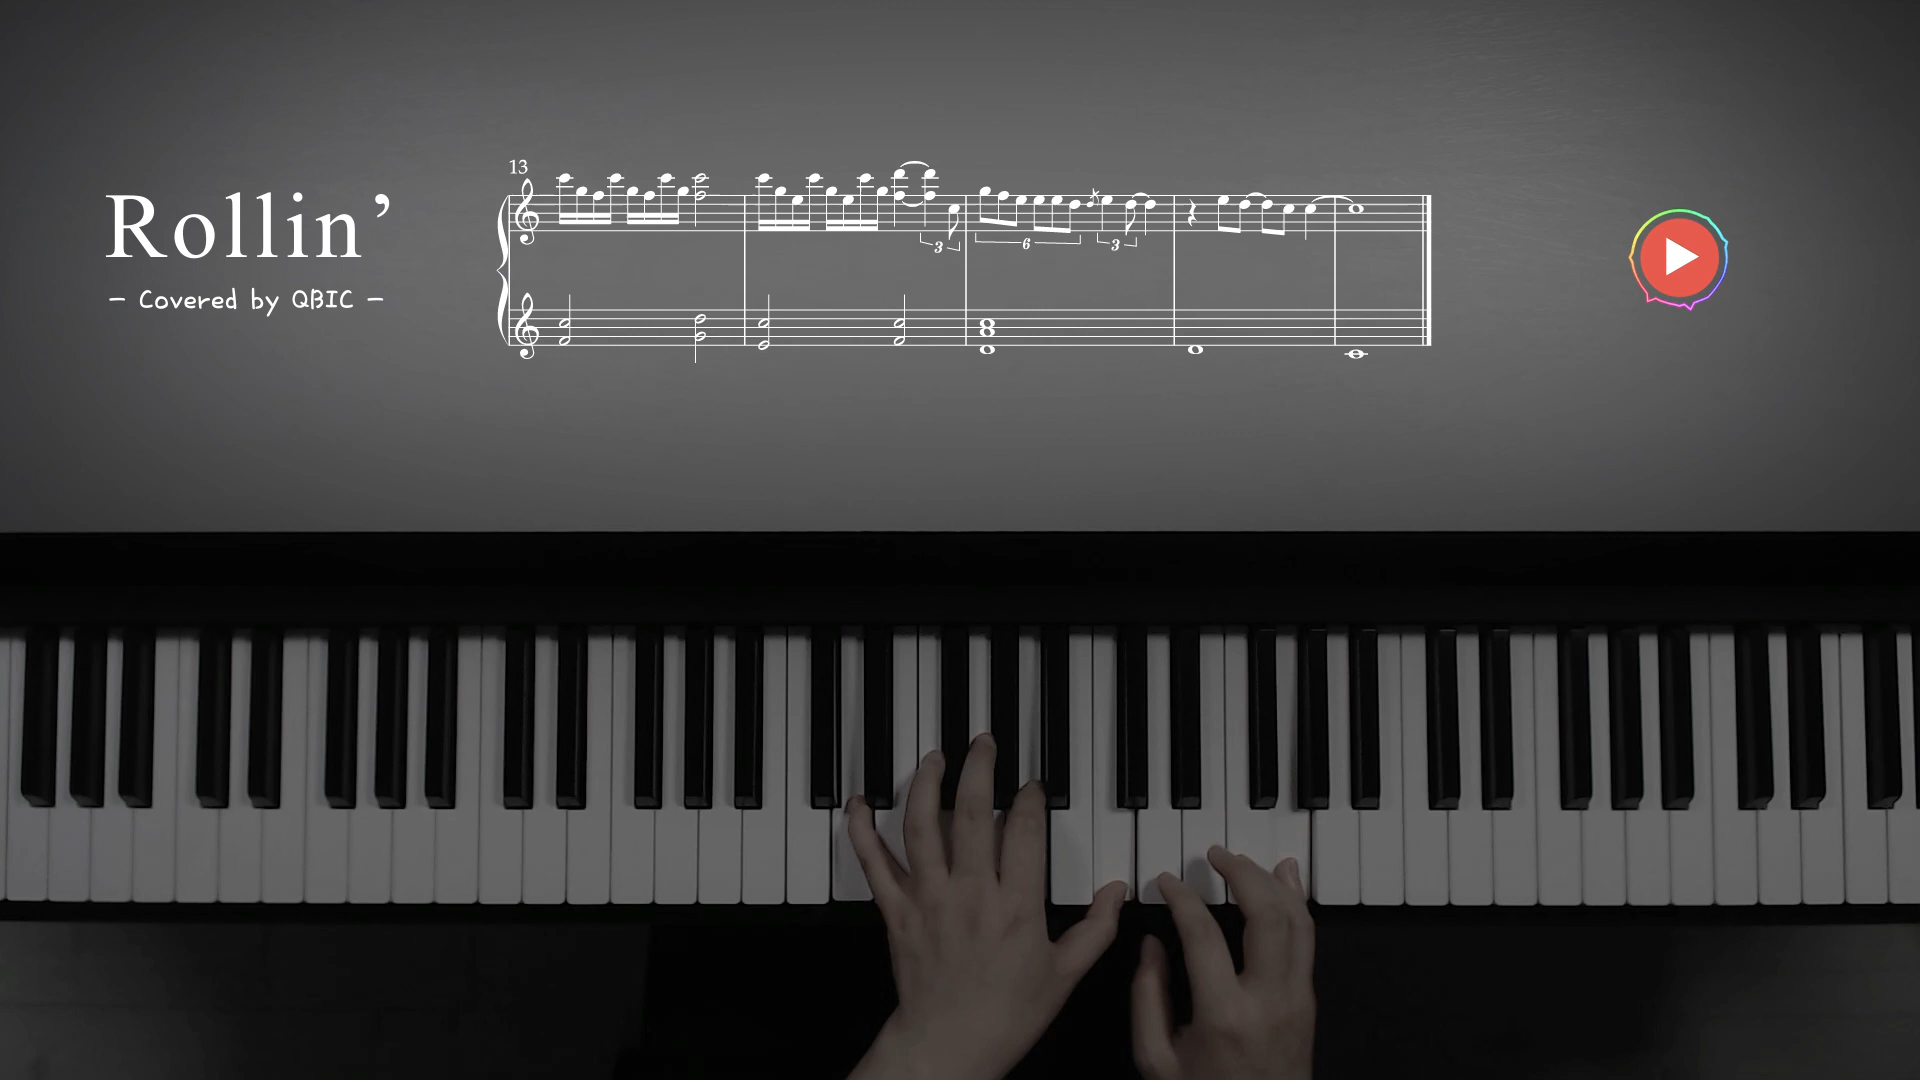 Rollin’
– Covered by QBIC –
13
3
6
3